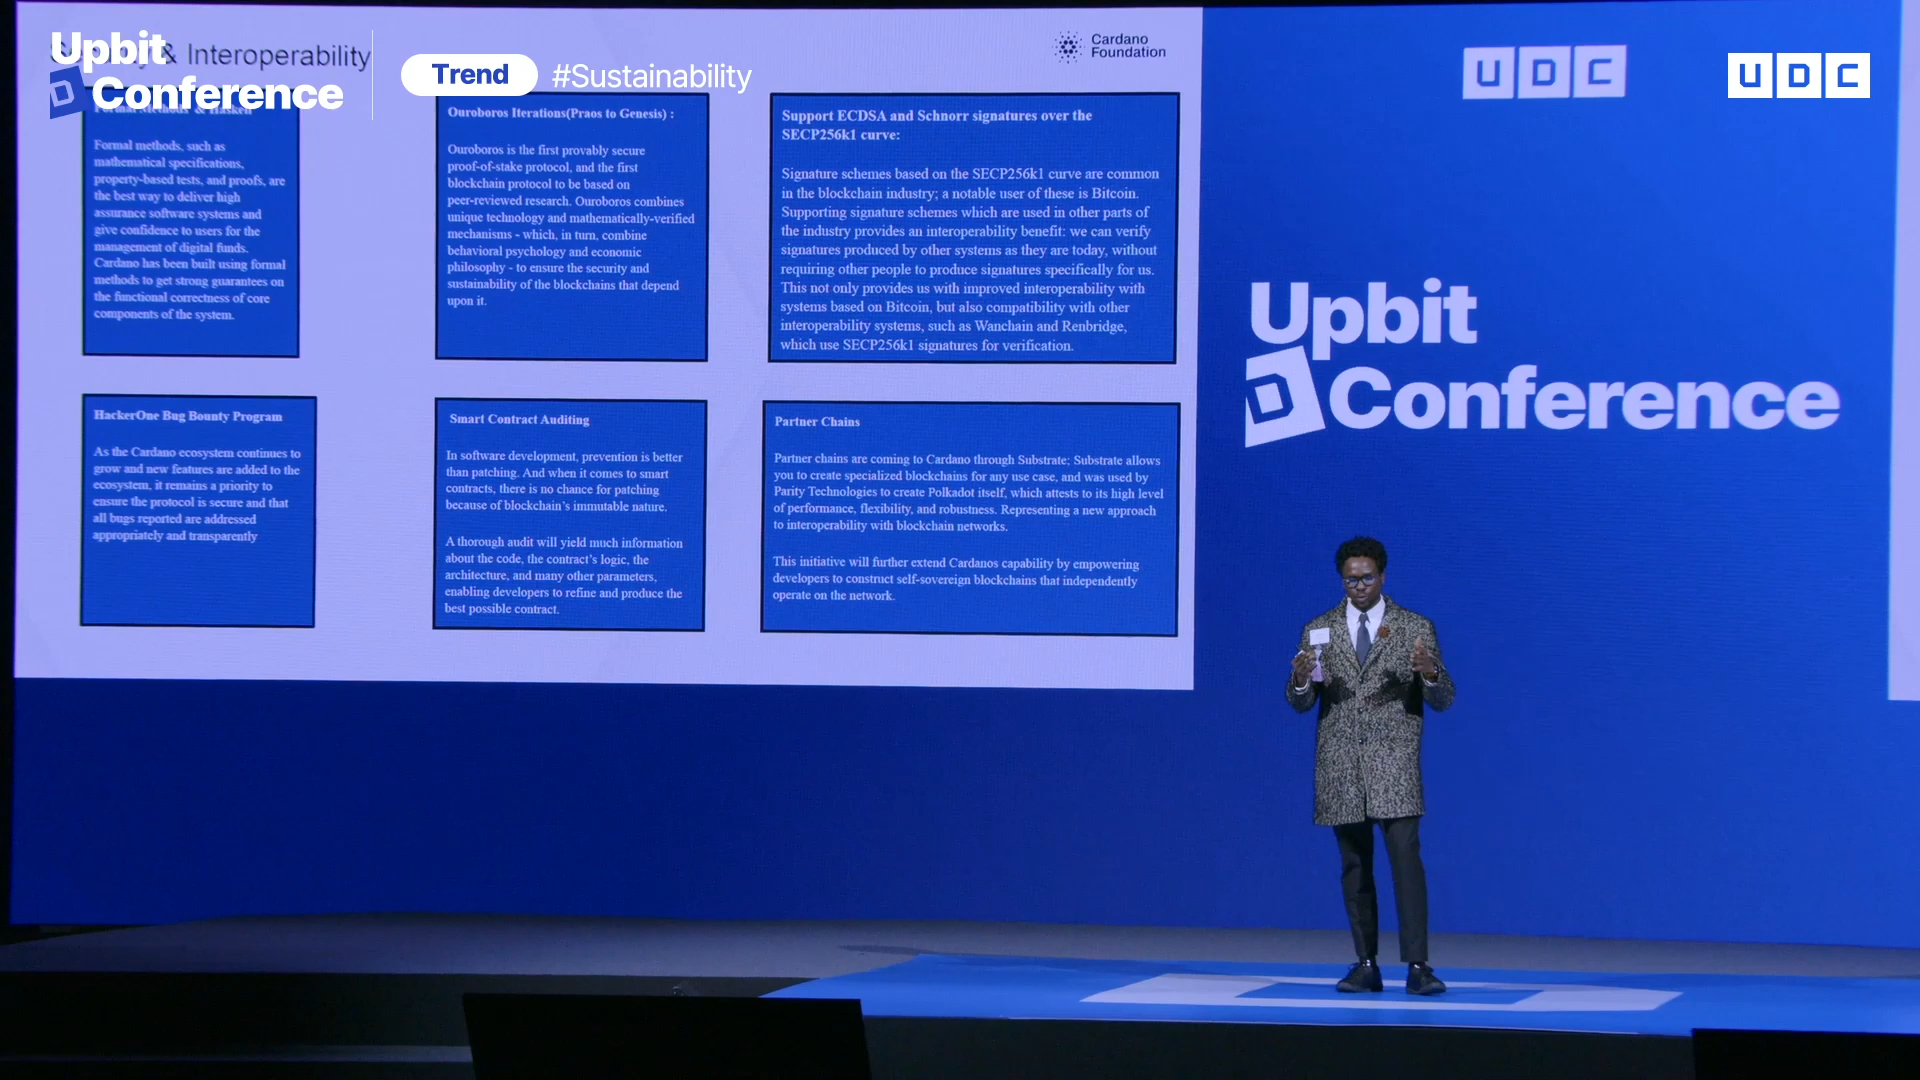 Upbit
Conference
Trend
#Sustainability
& Interoperability
Cardano
Foundation
UDC
UDC
Formal Methods & Haskell
Formal methods, such as
mathematical specifications,
property-based tests, and proofs, are
the best way to deliver high
assurance software systems and
give confidence to users for the
management of digital funds.
Cardano has been built using formal
methods to get strong guarantees on
the functional correctness of core
components of the system.
Ouroboros Iterations(Praos to Genesis) :
Ouroboros is the first provably secure
proof-of-stake protocol, and the first
blockchain protocol to be based on
peer-reviewed research. Ouroboros combines
unique technology and mathematically-verified
mechanisms - which, in turn, combine
behavioral psychology and economic
philosophy - to ensure the security and
sustainability of the blockchains that depend
upon it.
Support ECDSA and Schnorr signatures over the
SECP256k1 curve:
Signature schemes based on the SECP256k1 curve are common
in the blockchain industry; a notable user of these is Bitcoin.
Supporting signature schemes which are used in other parts of
the industry provides an interoperability benefit: we can verify
signatures produced by other systems as they are today, without
requiring other people to produce signatures specifically for us.
This not only provides us with improved interoperability with
systems based on Bitcoin, but also compatibility with other
interoperability systems, such as Wanchain and Renbridge,
which use SECP256k1 signatures for verification.
HackerOne Bug Bounty Program
As the Cardano ecosystem continues to
grow and new features are added to the
ecosystem, it remains a priority to
ensure the protocol is secure and that
all bugs reported are addressed
appropriately and transparently
Smart Contract Auditing
In software development, prevention is better
than patching. And when it comes to smart
contracts, there is no chance for patching
because of blockchain's immutable nature.
A thorough audit will yield much information
about the code, the contract's logic, the
architecture, and many other parameters,
enabling developers to refine and produce the
best possible contract.
Partner Chains
Partner chains are coming to Cardano through Substrate; Substrate allows
you to create specialized blockchains for any use case, and was used by
Parity Technologies to create Polkadot itself, which attests to its high level
of performance, flexibility, and robustness. Representing a new approach
to interoperability with blockchain networks.
This initiative will further extend Cardanos capability by empowering
developers to construct self-sovereign blockchains that independently
operate on the network.
Upbit
D Conference